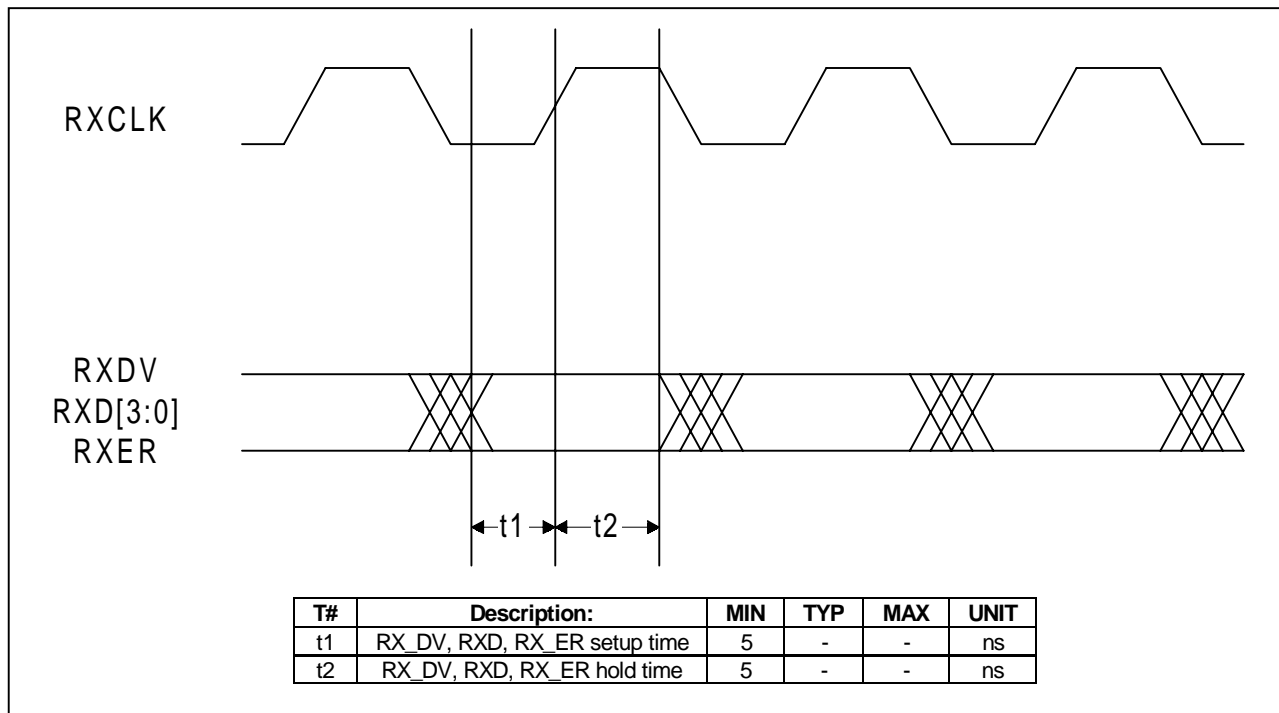 RXCLK
RXDV
RXD[3:0]
RXER
t1 t2
T# Description: MIN TYP MAX UNIT
t1 RX_DV, RXD, RX_ER setup time 5 - - ns
t2 RX_DV, RXD, RX_ER hold time 5 - - ns